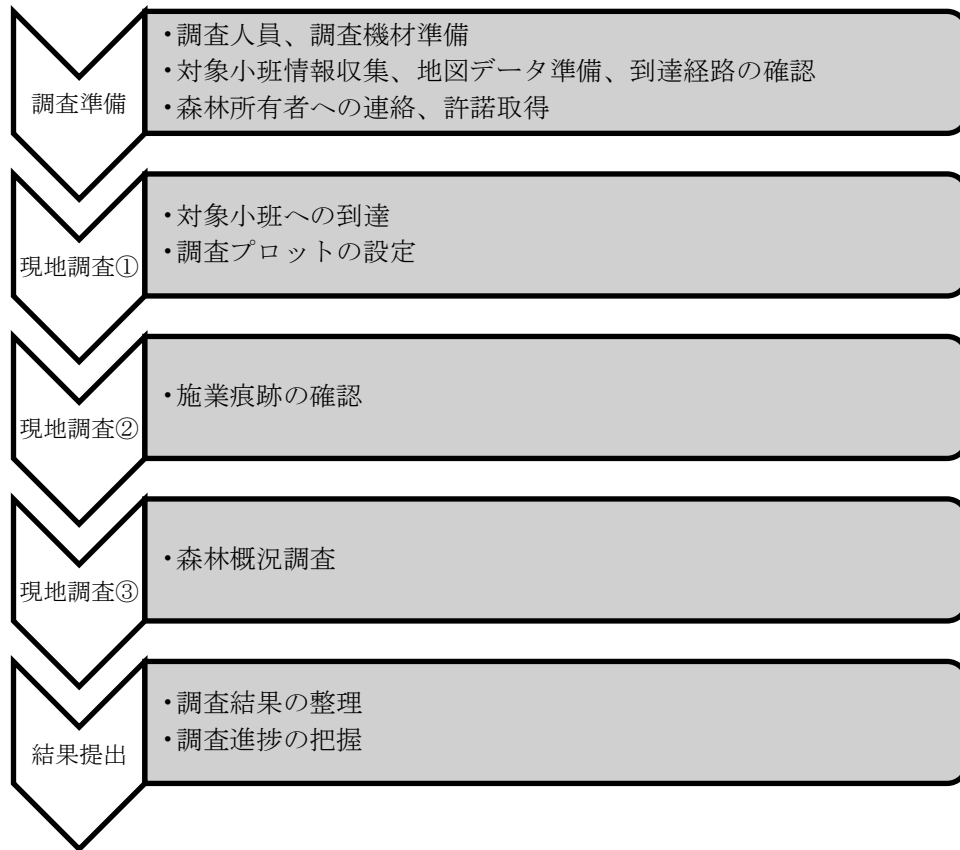 調査準備
・調査人員、調査機材準備
・対象小班情報収集、地図データ準備、到達経路の確認
・森林所有者への連絡、許諾取得
現地調査①
・対象小班への到達
・調査プロットの設定
現地調査②
・施業痕跡の確認
現地調査③
・森林概況調査
結果提出
・調査結果の整理
・調査進捗の把握